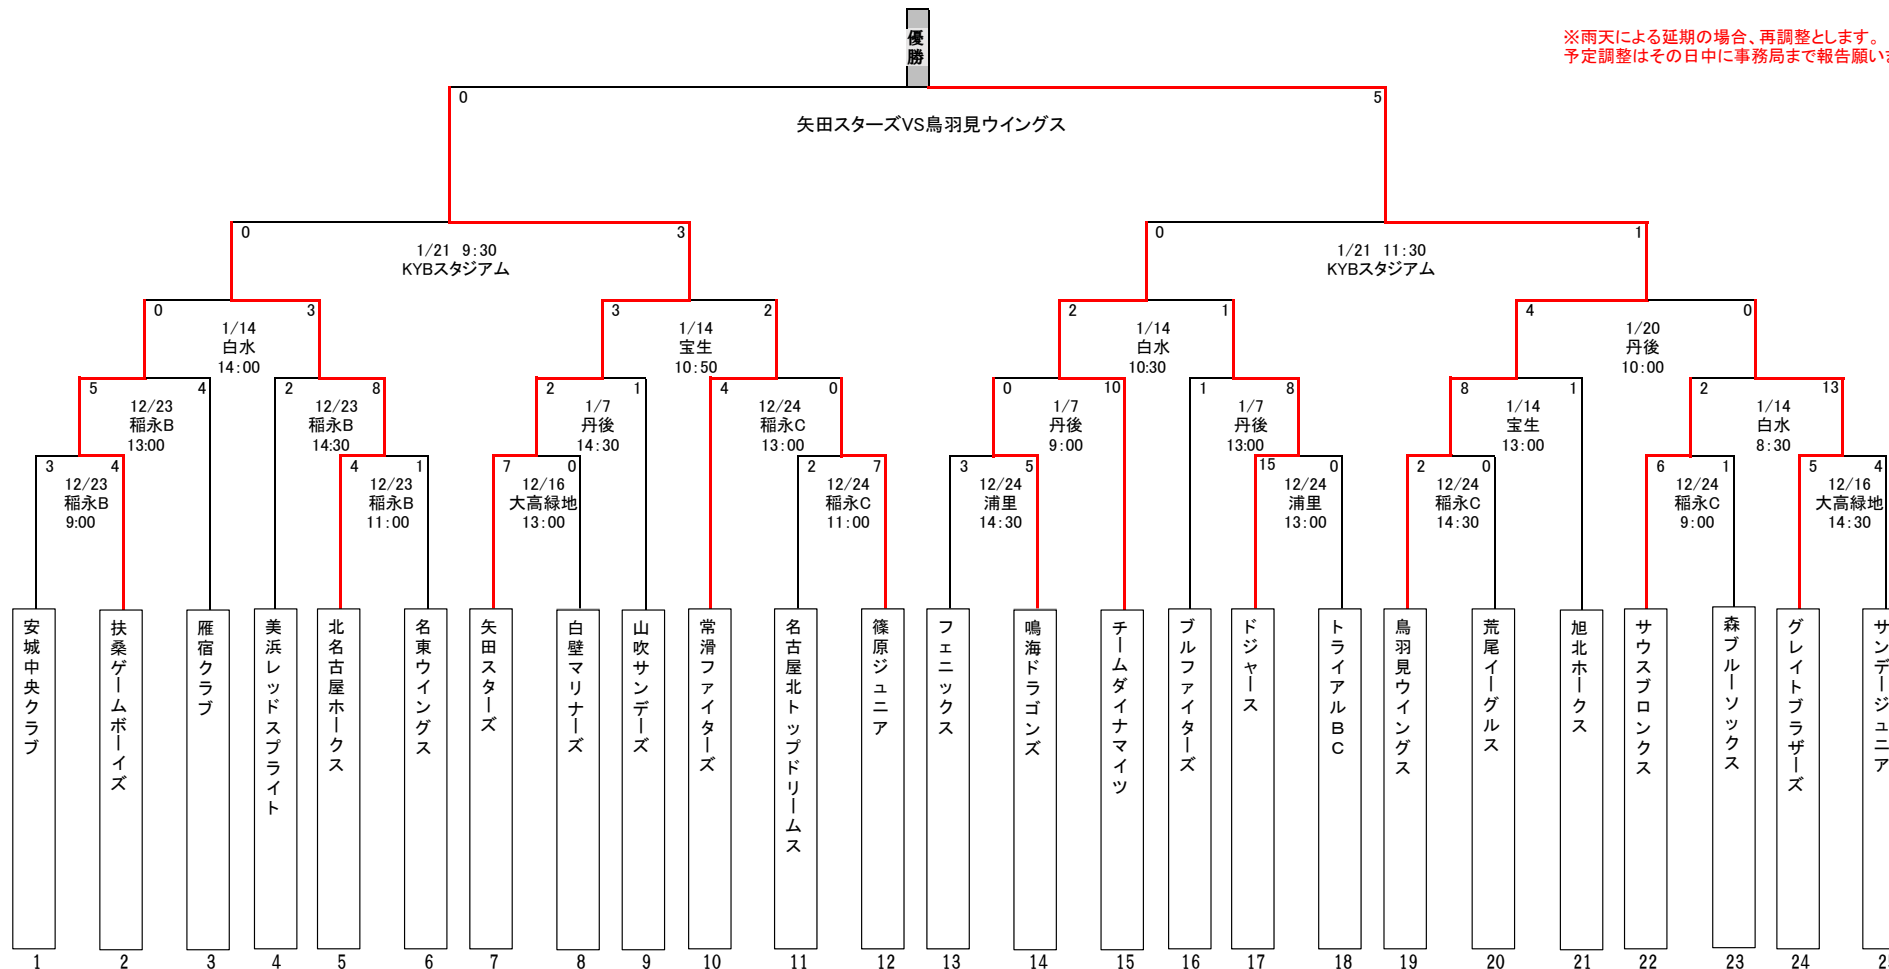 優勝
※雨天による延期の場合、再調整とします。
予定調整はその日中に事務局まで報告願いま
0 5
矢田スターズVS鳥羽見ウイングス
0 3 0 1
1/21 9:30 1/21 11:30
KYBスタジアム KYBスタジアム
0 3 3 2 2 1 4 0
1/14 1/14 1/14 1/20
白水 宝生 白水 丹後
14:00 10:50 10:30 10:00
5 4 2 8 2 1 4 0 0 10 1 8 8 1 2 13
12/23 12/23 1/7 12/24 1/7 1/7 1/14 1/14
稲永B 稲永B 丹後 稲永C 丹後 丹後 宝生 白水
13:00 14:30 14:30 13:00 9:00 13:00 13:00 8:30
3 4 4 1 7 0 2 7 3 5 15 0 2 0 6 1 5 4
12/23 12/23 12/16 12/24 12/24 12/24 12/24 12/24 12/16
稲永B 稲永B 大高緑地 稲永C 浦里 浦里 稲永C 稲永C 大高緑地
9:00 11:00 13:00 11:00 14:30 13:00 14:30 9:00 14:30
安城中央クラブ
扶桑ゲームボーイズ
雁宿クラブ
美浜レッドスプライト
北名古屋ホークス
名東ウイングス
矢田スターズ
白壁マリナーズ
山吹サンデーズ
常滑ファイターズ
名古屋北トップドリームス
篠原ジュニア
フェニックス
鳴海ドラゴンズ
チームダイナマイツ
ブルファイターズ
ドジャース
トライアルBC
鳥羽見ウイングス
荒尾イーグルス
旭北ホークス
サウスブロンクス
森ブルーソックス
グレイトブラザーズ
サンデージュニア
1 2 3 4 5 6 7 8 9 10 11 12 13 14 15 16 17 18 19 20 21 22 23 24